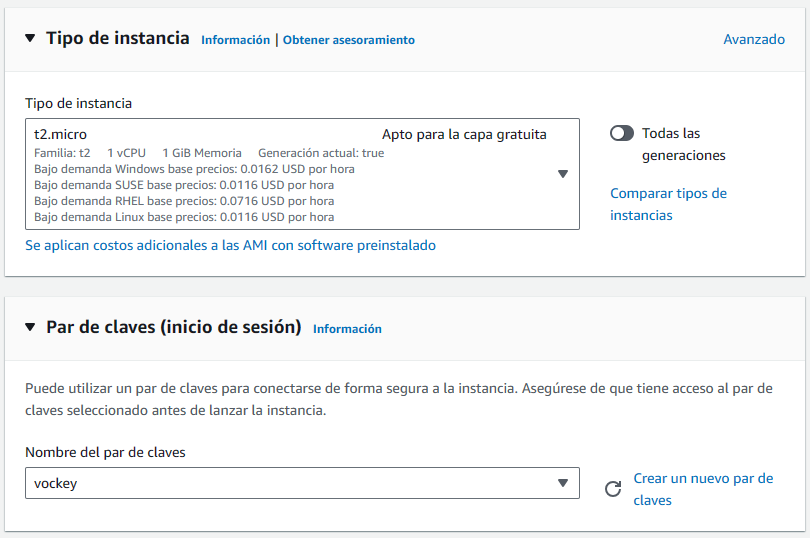 Tipo de instancia Información | Obtener asesoramiento Avanzado
Tipo de instancia
t2.micro Apto para la capa gratuita
Familia: t2 1 vCPU 1 GiB Memoria Generación actual: true
Bajo demanda Windows base precios: 0.0162 USD por hora
Bajo demanda SUSE base precios: 0.0116 USD por hora
Bajo demanda RHEL base precios: 0.0716 USD por hora
Bajo demanda Linux base precios: 0.0116 USD por hora
Todas las
generaciones
Comparar tipos de
instancias
Se aplican costos adicionales a las AMI con software preinstalado
Par de claves (inicio de sesión) Información
Puede utilizar un par de claves para conectarse de forma segura a la instancia. Asegúrese de que tiene acceso al par de
claves seleccionado antes de lanzar la instancia.
Nombre del par de claves
vockey
Crear un nuevo par de
claves